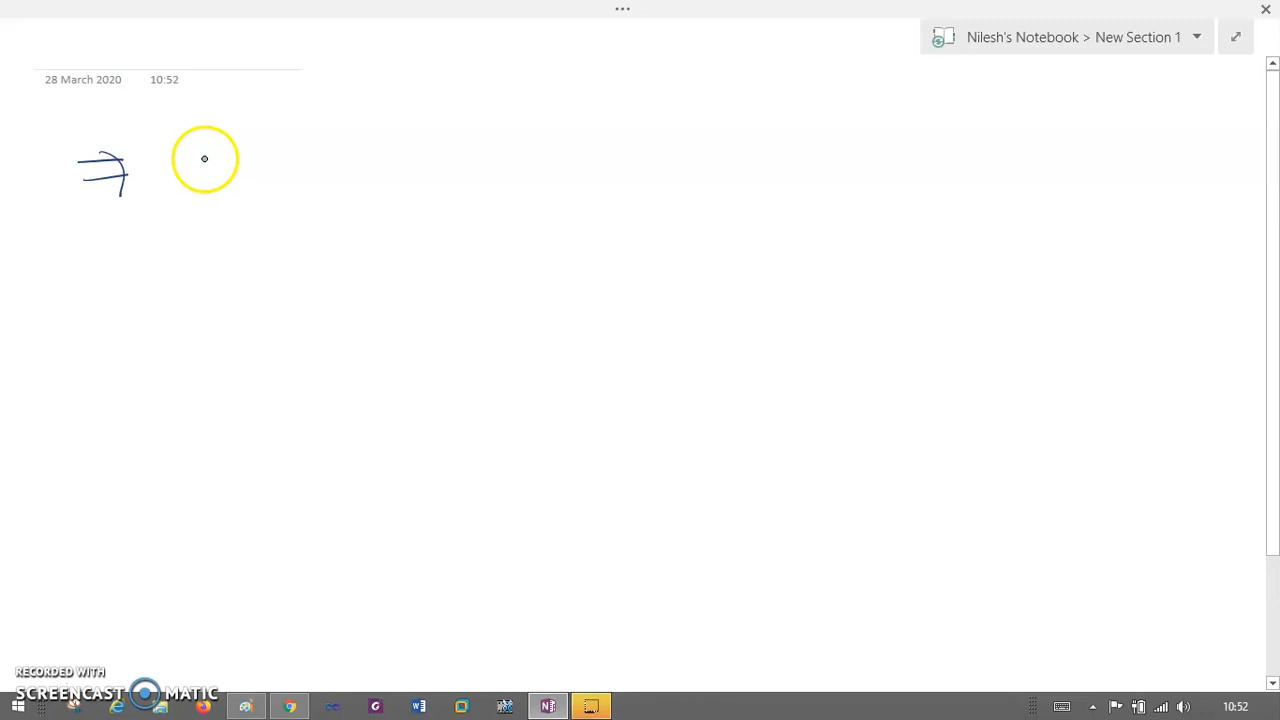 Nilesh's Notebook > New Section 1
28 March 2020 10:52
⇒
RECORDED WITH
SCREENCAST MATIC
10:52